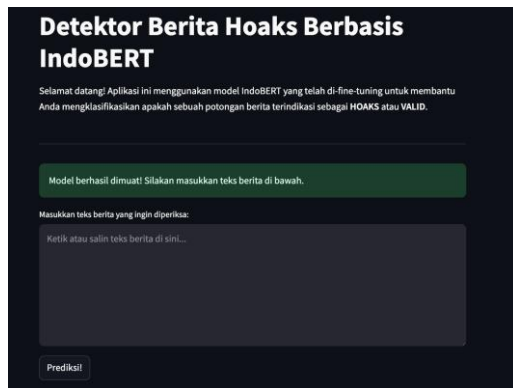 Detektor Berita Hoaks Berbasis
IndoBERT
Selamat datang! Aplikasi ini menggunakan model IndoBERT yang telah di-fine-tuning untuk membantu
Anda mengklasifikasikan apakah sebuah potongan berita terindikasi sebagai HOAKS atau VALID.
Model berhasil dimuat! Silakan masukkan teks berita di bawah.
Masukkan teks berita yang ingin diperiksa:
Ketik atau salin teks berita di sini...
Prediksi!